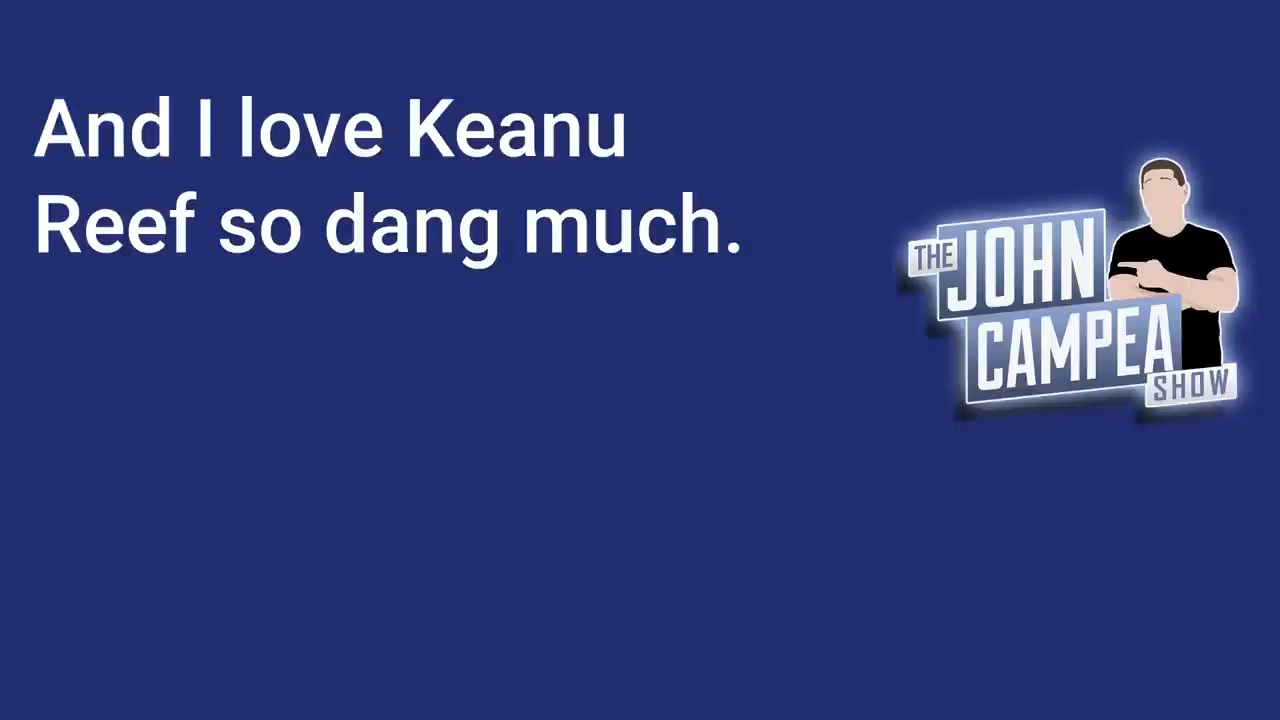 And I love Keanu
Reef so dang much.
THE
JOHN
CAMPEA
SHOW